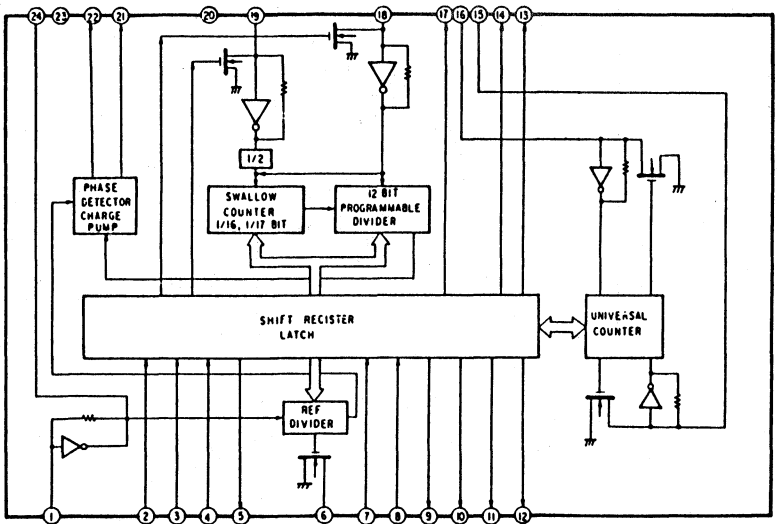 24 23 22 21 20 19 18 17 16 15 14 13
1/2
PHASE
DETECTOR
CHARGE
PUMP
SWALLOW
COUNTER
1/16, 1/17 BIT
12 BIT
PROGRAMMABLE
DIVIDER
SHIFT REGISTER
LATCH
UNIVERSAL
COUNTER
REF
DIVIDER
1 2 3 4 5 6 7 8 9 10 11 12